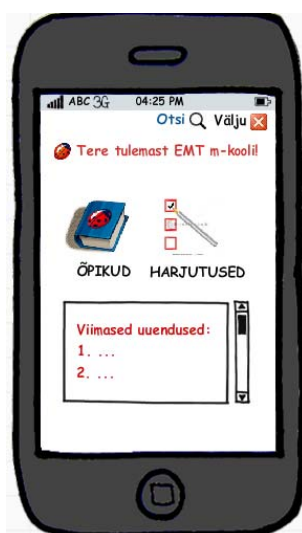 ABC 3G 04:25 PM
Otsi Välju
Tere tulemast EMT m-kooli!
ÕPIKUD HARJUTUSED
Viimased uuendused:
1. ...
2. ...